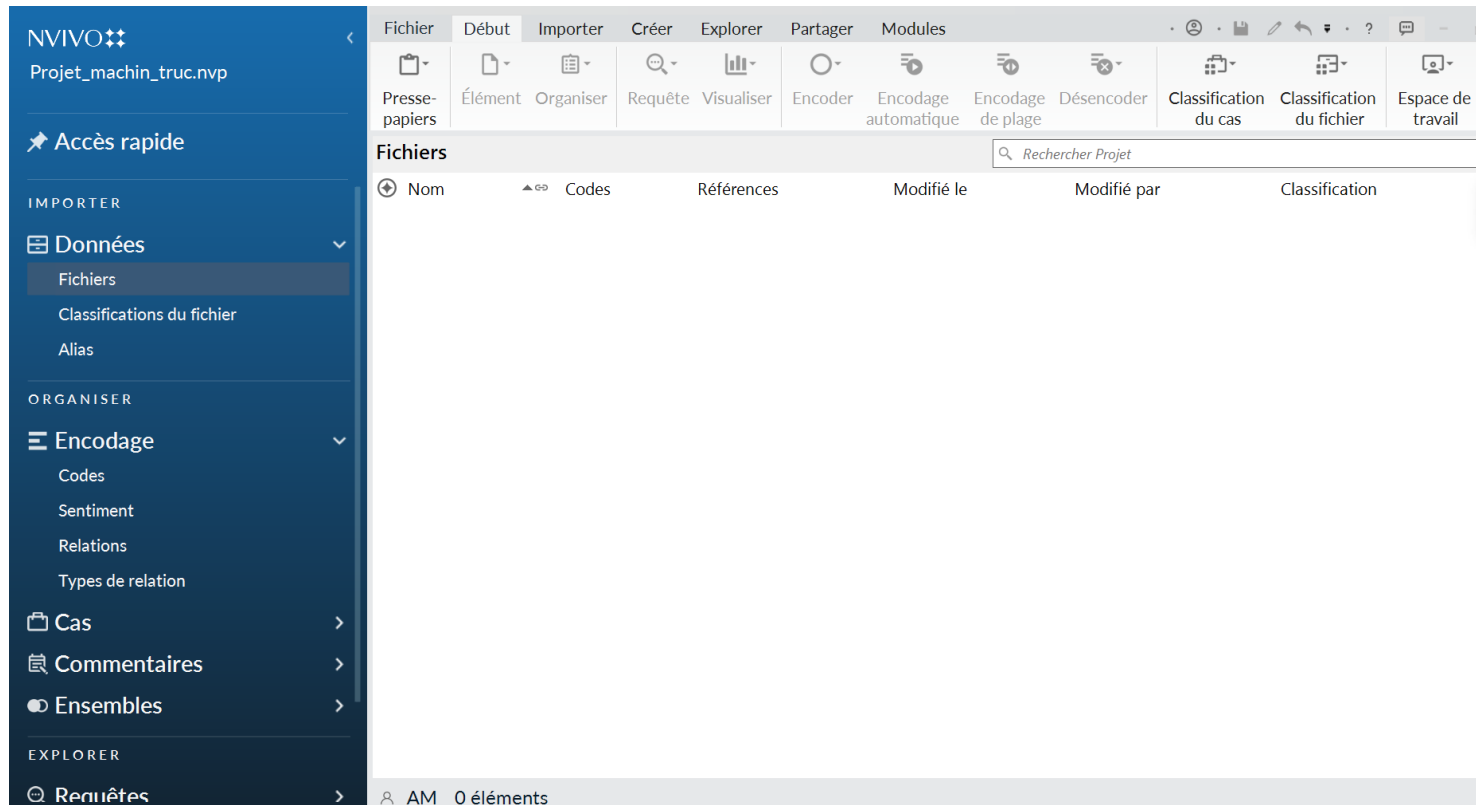 NVIVO
Projet_machin_truc.nvp
Accès rapide
IMPORTER
Données
Fichiers
Classifications du fichier
Alias
ORGANISER
Encodage
Codes
Sentiment
Relations
Types de relation
Cas
Commentaires
Ensembles
EXPLORER
Requêtes
Fichier Début Importer Créer Explorer Partager Modules ?
Presse-papiers Élément Organiser Requête Visualiser Encoder Encodage automatique Encodage de plage Désencoder Classification du cas Classification du fichier Espace de travail
Fichiers Rechercher Projet
Nom Codes Références Modifié le Modifié par Classification
AM 0 éléments